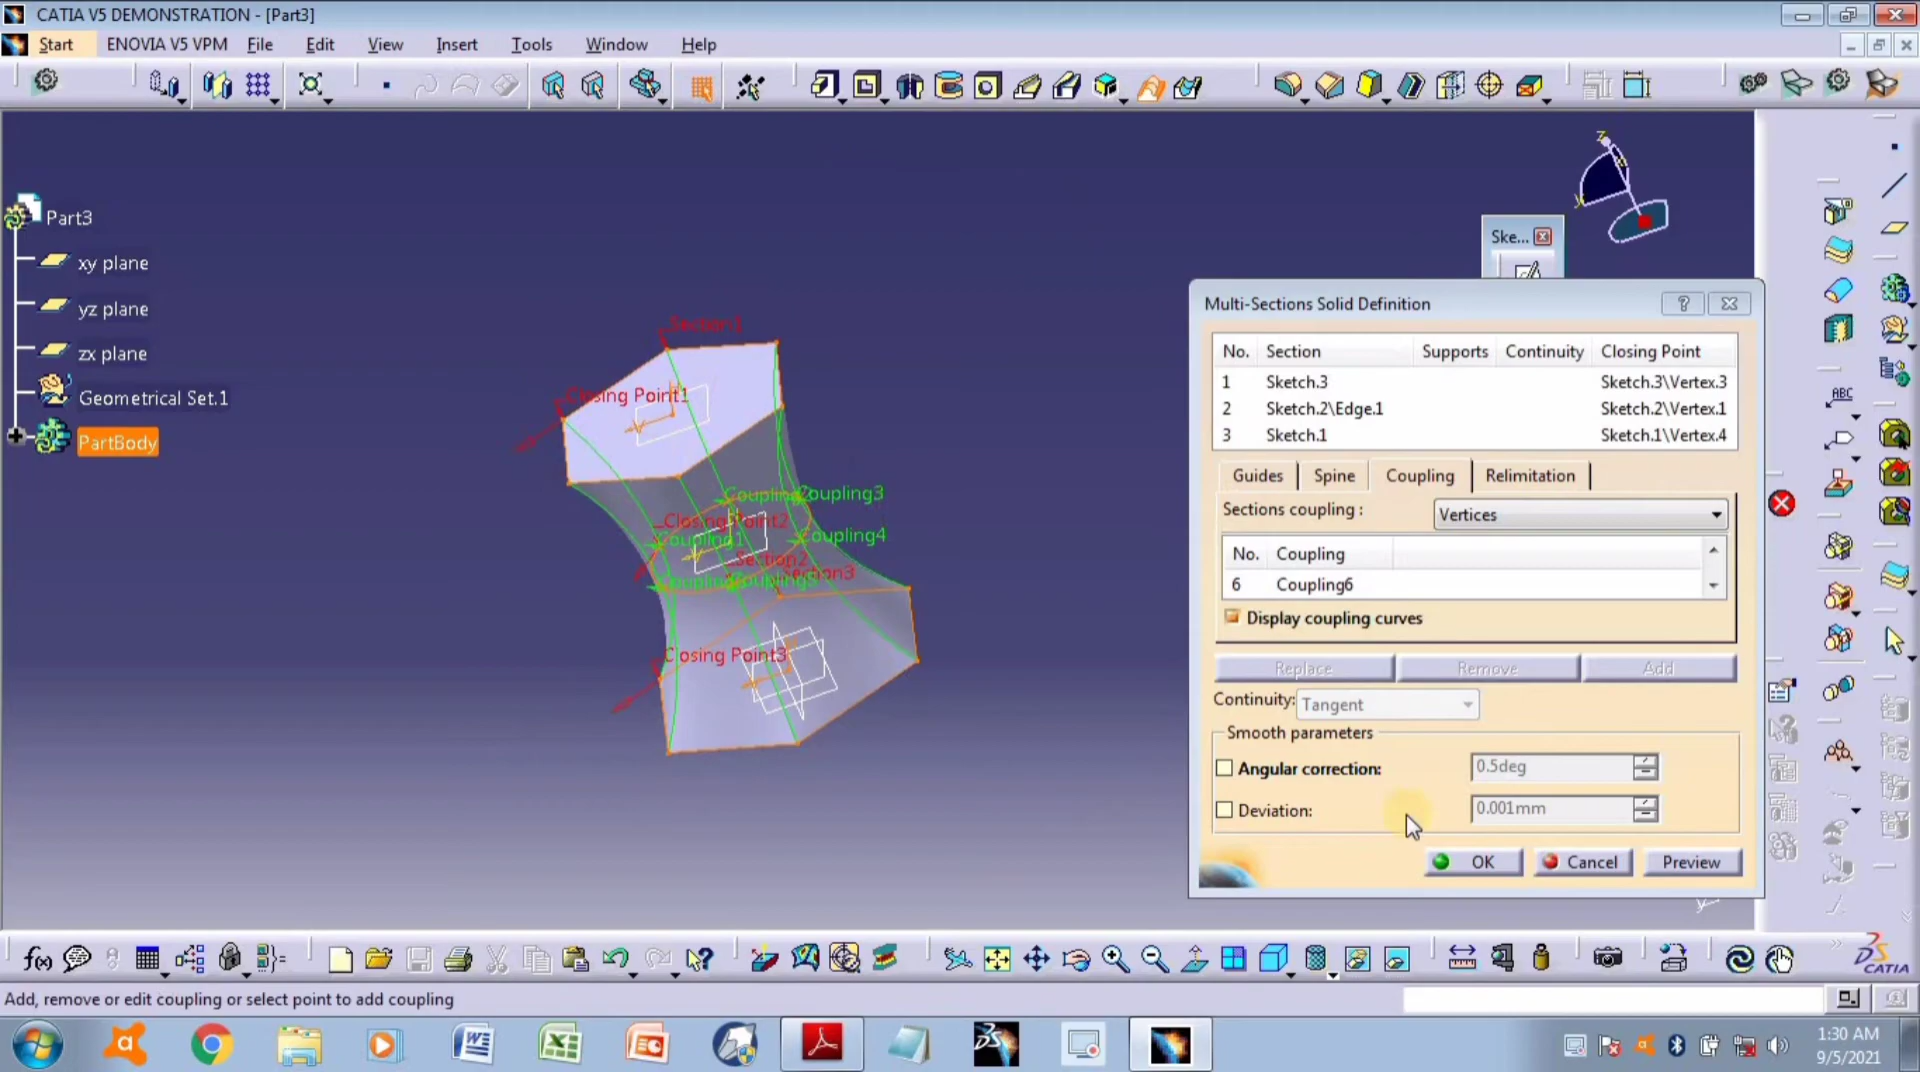 CATIA V5 DEMONSTRATION - [Part3]
Start ENOVIA V5 VPM File Edit View Insert Tools Window Help
Part3
xy plane
yz plane
zx plane
Geometrical Set.1
PartBody
z
y
Section1
Closing Point1
Coupling3
Closing Point2
Coupling1
Coupling4
Section2
Closing Point3
Ske...
Multi-Sections Solid Definition
No. Section Supports Continuity Closing Point
1 Sketch.3 Sketch.3\Vertex.3
2 Sketch.2\Edge.1 Sketch.2\Vertex.1
3 Sketch.1 Sketch.1\Vertex.4
Guides Spine Coupling Relimitation
Sections coupling : Vertices
No. Coupling
6 Coupling6
Display coupling curves
Replace Remove Add
Continuity: Tangent
Smooth parameters
Angular correction: 0.5deg
Deviation: 0.001mm
OK Cancel Preview
ABC
f(x)
CATIA
Add, remove or edit coupling or select point to add coupling
1:30 AM
9/5/2021